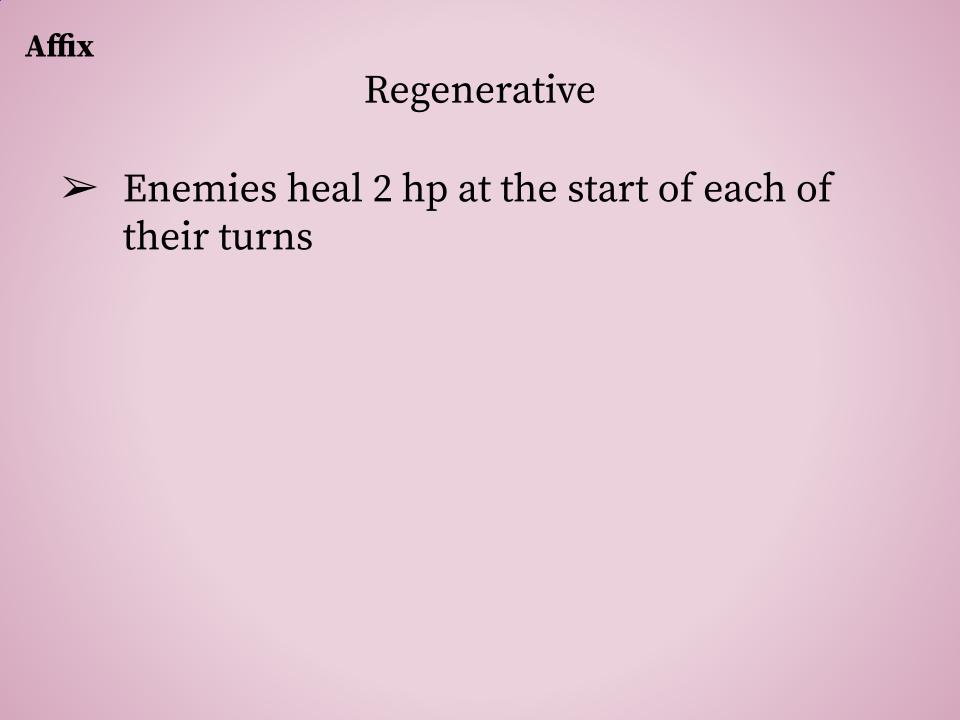 Affix
Regenerative
➢ Enemies heal 2 hp at the start of each of
their turns